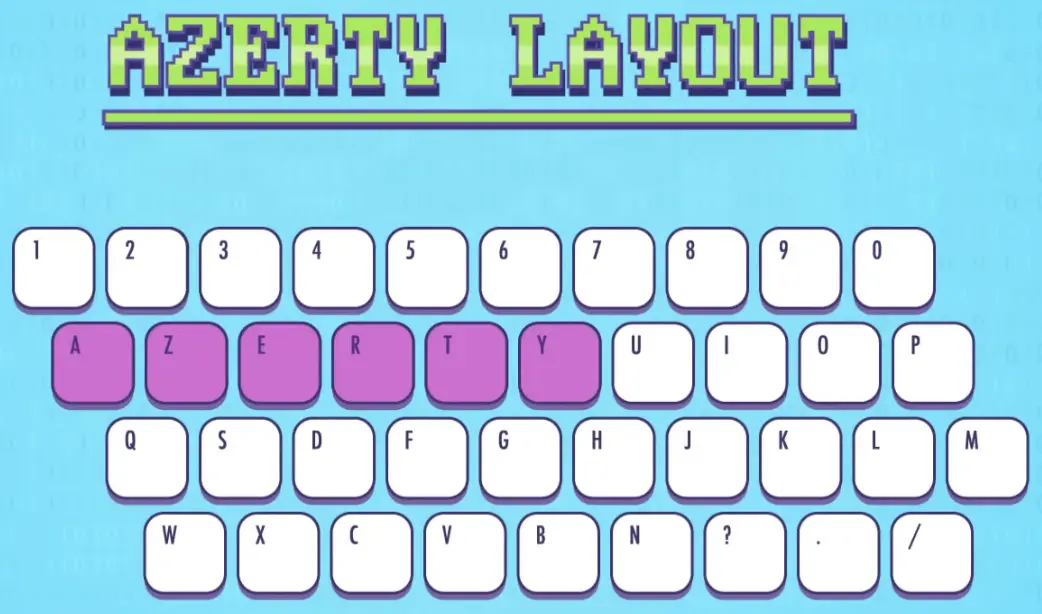 AZERTY LAYOUT
1 2 3 4 5 6 7 8 9 0
A Z E R T Y U I O P
Q S D F G H J K L M
W X C V B N ? . /